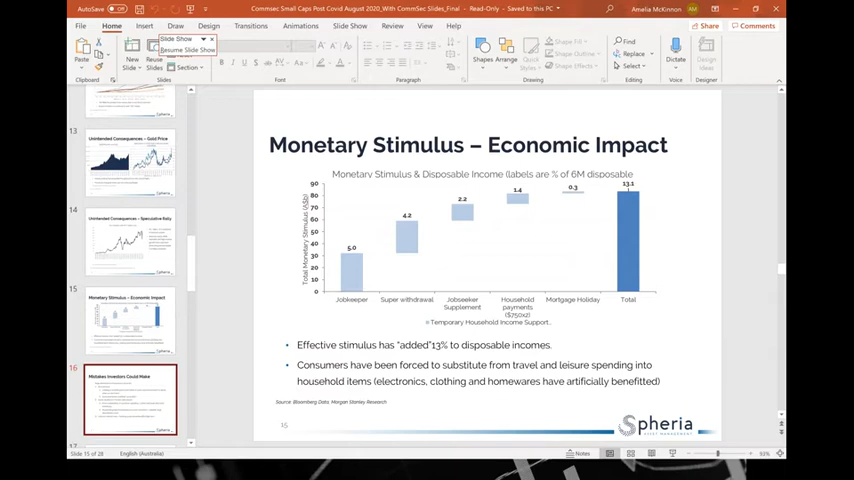 AutoSave Off
Commsec Small Caps Post Covid August 2020_With CommSec Slides_Final - Read-Only - Saved to this PC
Amelia McKinnon
AM
File Home Insert Draw Design Transitions Animations Slide Show Review View Help Share Comments
Slide Show
Resume Slide Show
Paste
New Slide
Reuse Slides
Section
Shapes Arrange Quick Styles
Shape Fill
Shape Outline
Shape Effects
Find
Replace
Select
Dictate
Design Ideas
Clipboard Slides Font Paragraph Drawing Editing Voice Designer
13
Unintended Consequences – Gold Price
14
Unintended Consequences – Speculative Rally
15
Monetary Stimulus – Economic Impact
16
Mistakes Investors Could Make
17
Monetary Stimulus – Economic Impact
Monetary Stimulus & Disposable Income (labels are % of 6M disposable
Total Monetary Stimulus (A$b)
90
80
70
60
50
40
30
20
10
0
5.0
4.2
2.2
1.4
0.3
13.1
Jobkeeper
Super withdrawal
Jobseeker Supplement
Household payments ($750x2)
Mortgage Holiday
Total
Temporary Household Income Support...
• Effective stimulus has "added"13% to disposable incomes.
• Consumers have been forced to substitute from travel and leisure spending into
household items (electronics, clothing and homewares have artificially benefitted)
Source: Bloomberg Data, Morgan Stanley Research
15
Spheria
ASSET MANAGEMENT
Slide 15 of 28
English (Australia)
Notes